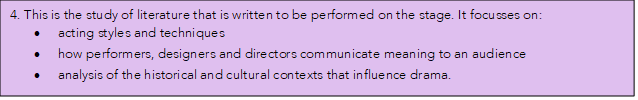 4. This is the study of literature that is written to be performed on the stage. It focusses on:
• acting styles and techniques
• how performers, designers and directors communicate meaning to an audience
• analysis of the historical and cultural contexts that influence drama.